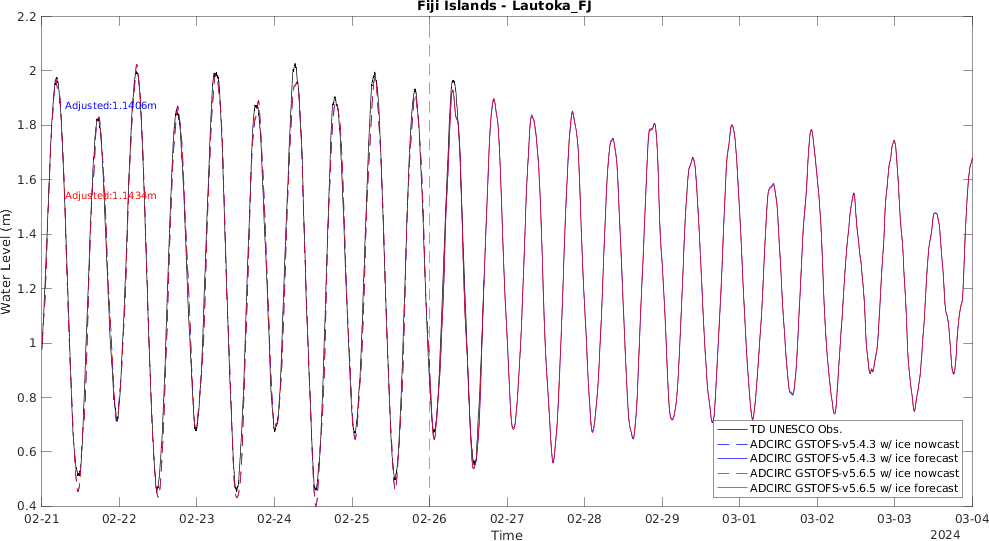 Fiji Islands - Lautoka_FJ
2.2
2
1.8
1.6
1.4
1.2
1
0.8
0.6
0.4
Water Level (m)
Adjusted:1.1406m
Adjusted:1.1434m
TD UNESCO Obs.
ADCIRC GSTOFS-v5.4.3 w/ ice nowcast
ADCIRC GSTOFS-v5.4.3 w/ ice forecast
ADCIRC GSTOFS-v5.6.5 w/ ice nowcast
ADCIRC GSTOFS-v5.6.5 w/ ice forecast
02-21 02-22 02-23 02-24 02-25 02-26 02-27 02-28 02-29 03-01 03-02 03-03 03-04
Time
2024